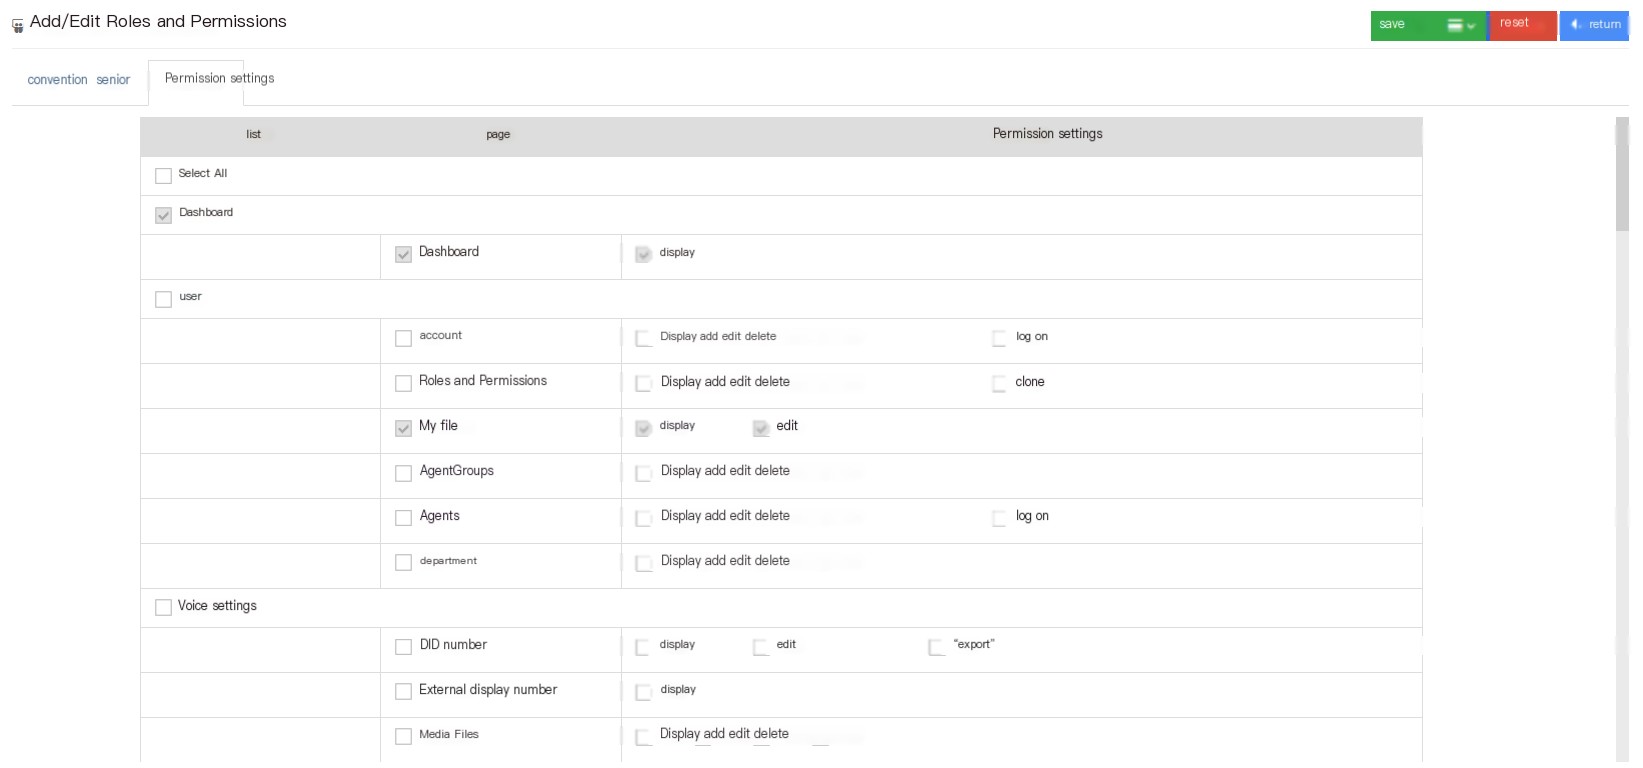 Add/Edit Roles and Permissions
save reset return
convention senior Permission settings
list page Permission settings
Select All
Dashboard
Dashboard display
user
account Display add edit delete log on
Roles and Permissions Display add edit delete clone
My file display edit
AgentGroups Display add edit delete
Agents Display add edit delete log on
department Display add edit delete
Voice settings
DID number display edit “export”
External display number display
Media Files Display add edit delete